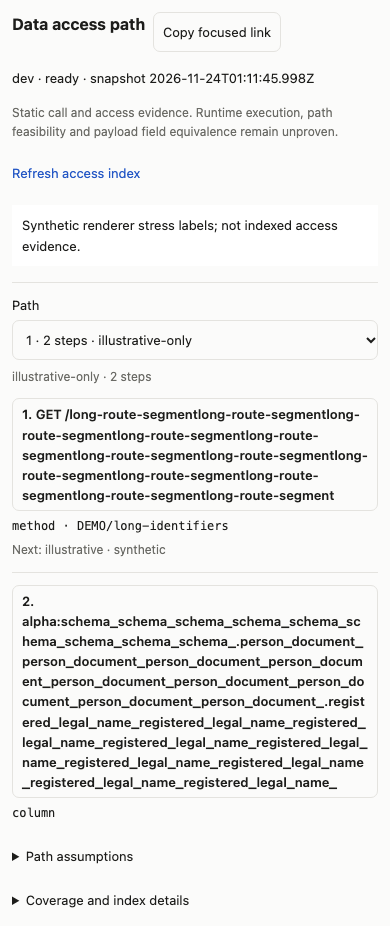 Data access path
Copy focused link
dev · ready · snapshot 2026-11-24T01:11:45.998Z
Static call and access evidence. Runtime execution, path
feasibility and payload field equivalence remain unproven.
Refresh access index
Synthetic renderer stress labels; not indexed access
evidence.
Path
1 · 2 steps · illustrative-only
illustrative-only · 2 steps
1. GET /long-route-segmentlong-route-segmentlong-
route-segmentlong-route-segmentlong-route-
segmentlong-route-segmentlong-route-segmentlong-
route-segmentlong-route-segmentlong-route-
segmentlong-route-segmentlong-route-segment
method · DEMO/long-identifiers
Next: illustrative · synthetic
2.
alpha:schema_schema_schema_schema_schema_sc
hema_schema_schema_schema_.person_document_
person_document_person_document_person_docum
ent_person_document_person_document_person_do
cument_person_document_person_document_.regist
ered_legal_name_registered_legal_name_registered_
legal_name_registered_legal_name_registered_legal_
name_registered_legal_name_registered_legal_name
_registered_legal_name_registered_legal_name_
column
▶ Path assumptions
▶ Coverage and index details